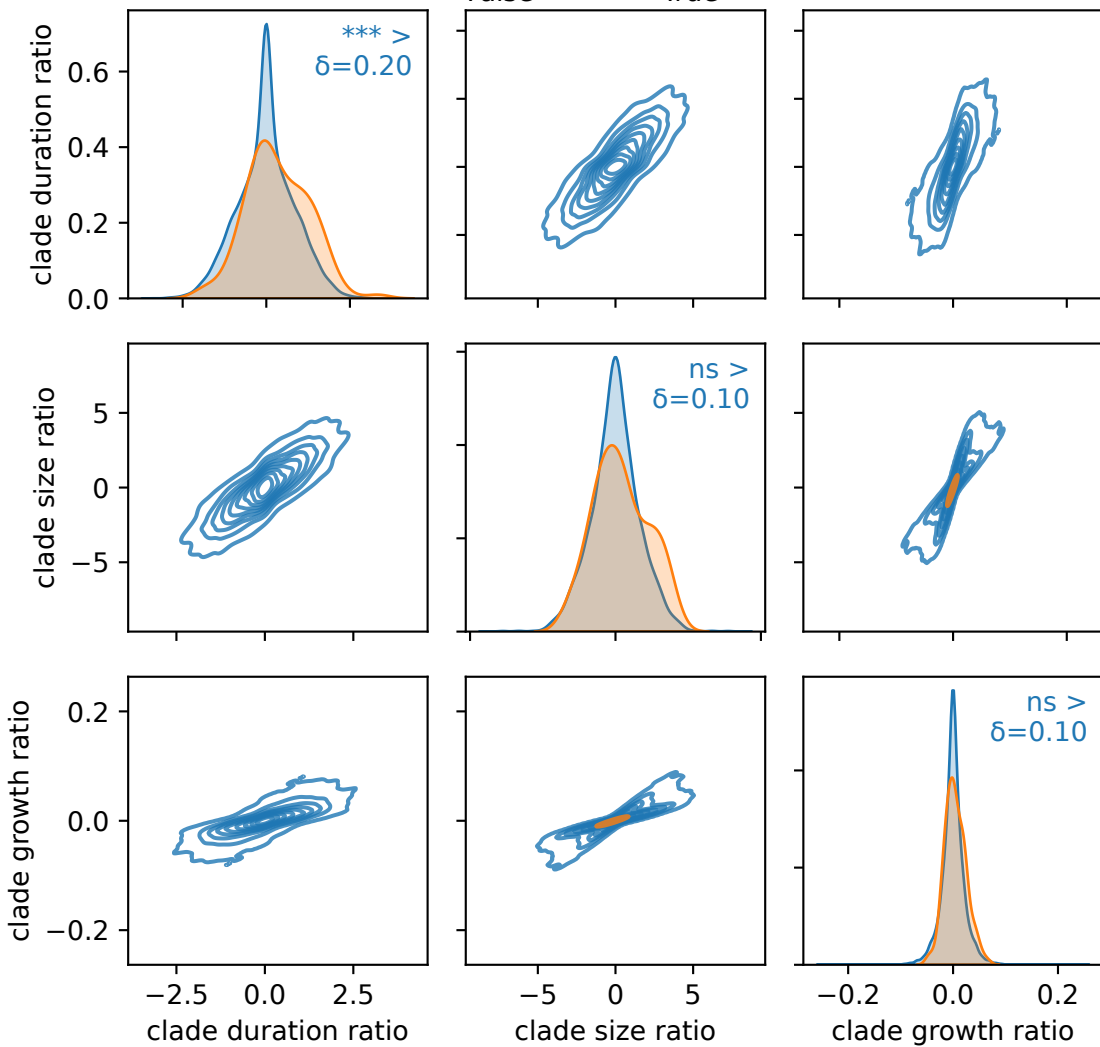 *** >
δ=0.20
clade duration ratio
0.6
0.4
0.2
0.0
ns >
δ=0.10
clade size ratio
5
0
−5
ns >
δ=0.10
clade growth ratio
0.2
0.0
−0.2
−2.5 0.0 2.5 −5 0 5 −0.2 0.0 0.2
clade duration ratio clade size ratio clade growth ratio